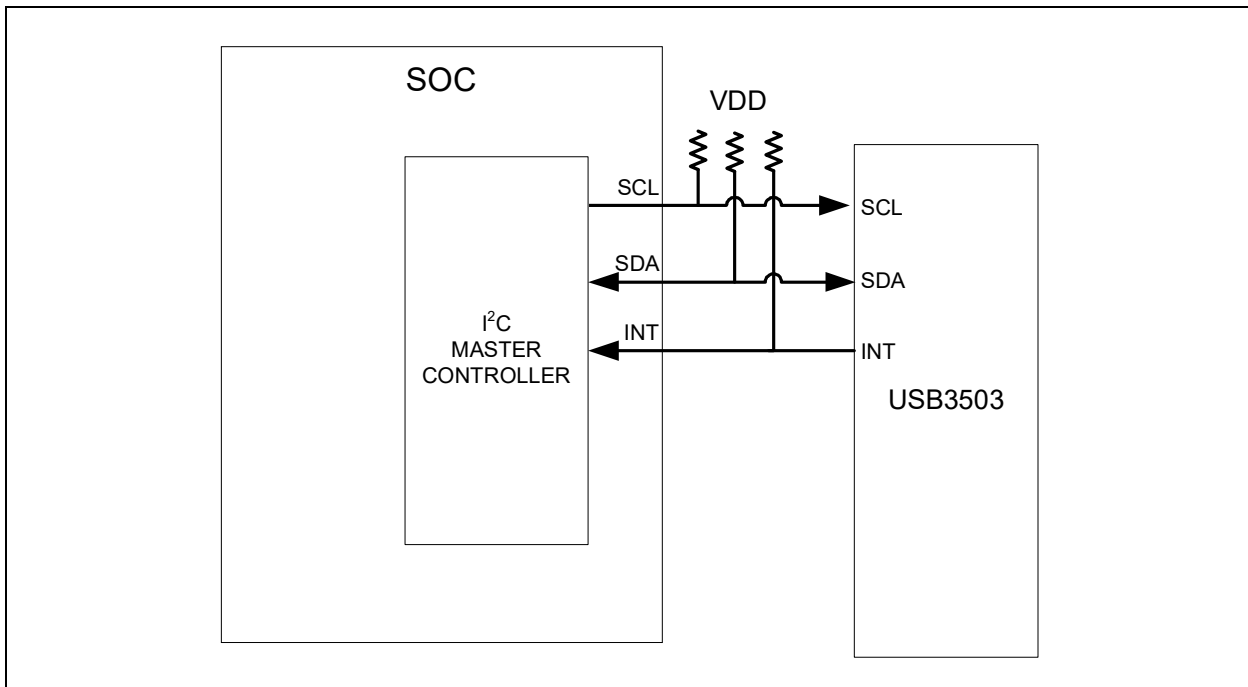 SOC
VDD
SCL
SCL
SDA
SDA
INT
INT
I²C
MASTER
CONTROLLER
USB3503